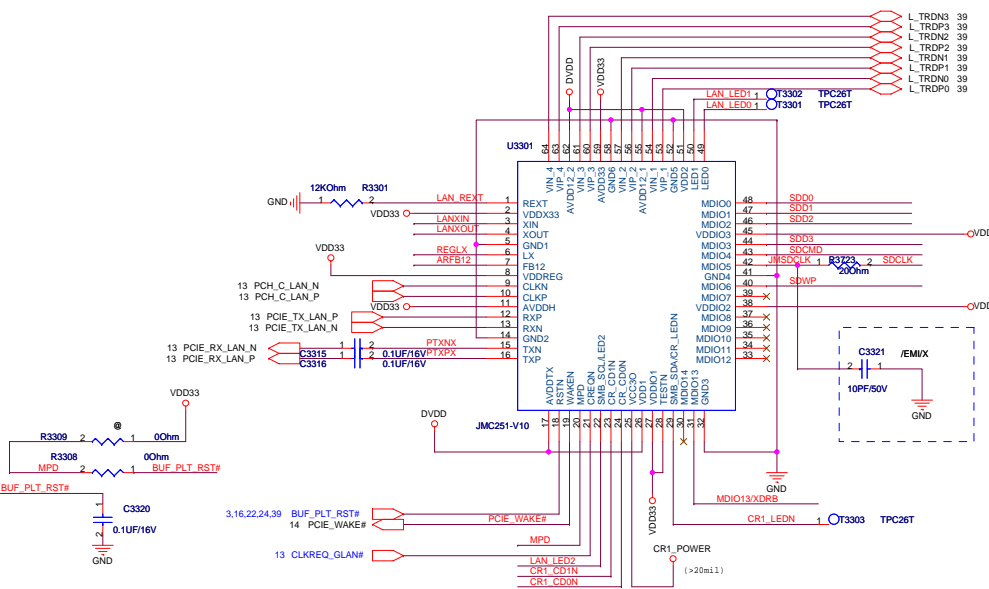 L_TRDN3 39
L_TRDP3 39
L_TRDN2 39
L_TRDP2 39
L_TRDN1 39
L_TRDP1 39
L_TRDN0 39
L_TRDP0 39
DVDD
VDD33
LAN_LED1 1 T3302 TPC26T
LAN_LED0 1 T3301 TPC26T
U3301
64 63 62 61 60 59 58 57 56 55 54 53 52 51 50 49
VIN_4
VIP_4
AVDD12_2
VIN_3
VIP_3
AVDD33
GND6
VIN_2
VIP_2
AVDD12_1
VIN_1
VIP_1
GND5
VDD2
LED1
LED0
12KOhm R3301
GND 1 2 LAN_REXT 1 REXT
VDD33 2 VDDX33
LANXIN 3 XIN
LANXOUT 4 XOUT
5 GND1
REGLX 6 LX
ARFB12 7 FB12
VDD33
8 VDDREG
13 PCH_C_LAN_N 9 CLKN
13 PCH_C_LAN_P 10 CLKP
VDD33 11 AVDDH
13 PCIE_TX_LAN_P 12 RXP
13 PCIE_TX_LAN_N 13 RXN
14 GND2
13 PCIE_RX_LAN_N 1 2 PTXNX 15 TXN
C3315 0.1UF/16V
13 PCIE_RX_LAN_P 1 2 PTXPX 16 TXP
C3316 0.1UF/16V
MDIO0 48 SDD0
MDIO1 47 SDD1
MDIO2 46 SDD2
VDDIO3 45 VDD
MDIO3 44 SDD3
MDIO4 43 SDCMD
MDIO5 42 JMSDCLK 1 R3723 2 SDCLK
20Ohm
GND4 41
MDIO6 40 SDWP
MDIO7 39
VDDIO2 38 VDD
MDIO8 37
MDIO9 36
MDIO10 35
MDIO11 34
MDIO12 33
C3321 /EMI/X
2 1
10PF/50V
GND
AVDDTX
RSTN
WAKEN
MPD
CREQN
SMB_SCL/LED2
CR_CD1N
CR_CD0N
VCC3O
VDD1
VDDIO1
TESTN
SMB_SDA/CR_LEDN
MDIO14
MDIO13
GND3
17 18 19 20 21 22 23 24 25 26 27 28 29 30 31 32
JMC251-V10
VDD33
DVDD
@
R3309 2 1 0Ohm
R3308 0Ohm
MPD 2 1 BUF_PLT_RST#
BUF_PLT_RST#
1
C3320
2
0.1UF/16V
GND
GND
VDD33
MDIO13/XDRB
3,16,22,24,39 BUF_PLT_RST#
14 PCIE_WAKE# PCIE_WAKE#
CR1_LEDN 1 T3303 TPC26T
MPD
13 CLKREQ_GLAN#
LAN_LED2
CR1_CD1N
CR1_CD0N
CR1_POWER
(>20mil)